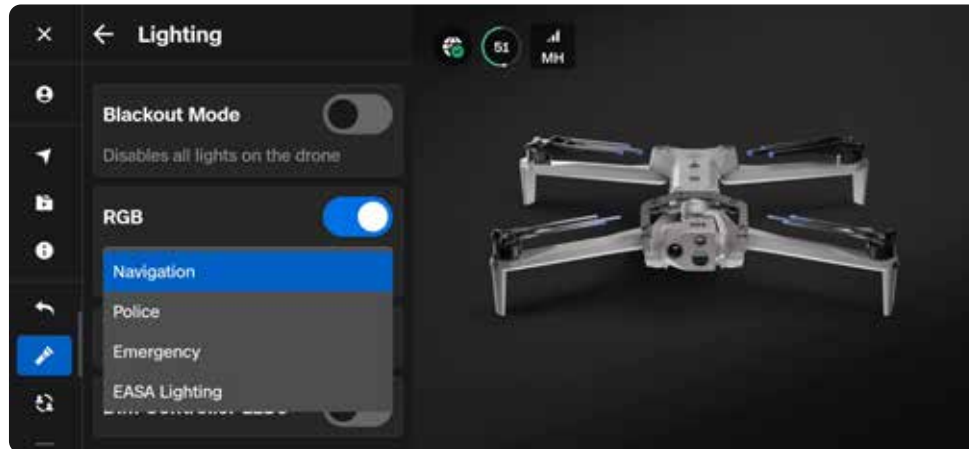 Lighting
51
MH
Blackout Mode
Disables all lights on the drone
RGB
Navigation
Police
Emergency
EASA Lighting